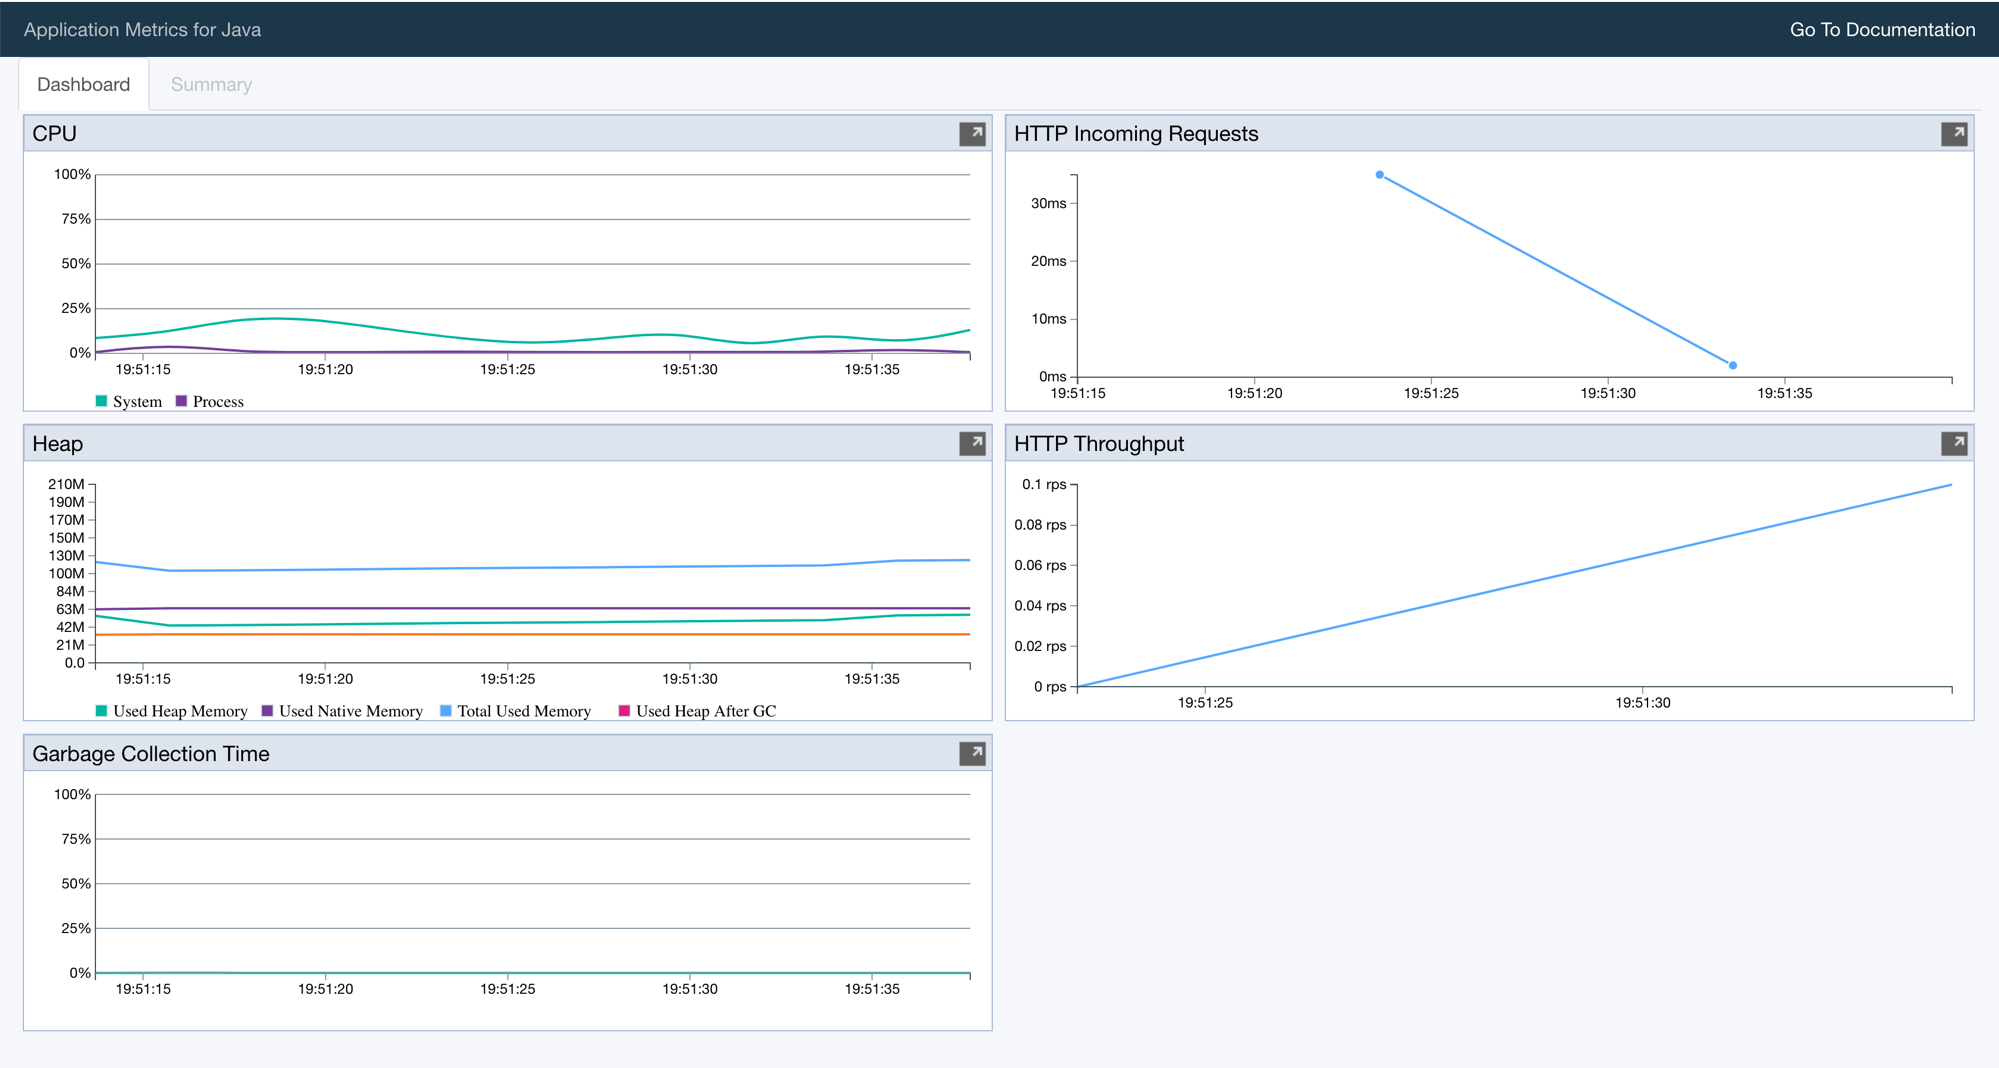 Application Metrics for Java
Go To Documentation
Dashboard
Summary
CPU
100%
75%
50%
25%
0%
19:51:15
19:51:20
19:51:25
19:51:30
19:51:35
System
Process
HTTP Incoming Requests
30ms
20ms
10ms
0ms
19:51:15
19:51:20
19:51:25
19:51:30
19:51:35
Heap
210M
190M
170M
150M
130M
100M
84M
63M
42M
21M
0.0
19:51:15
19:51:20
19:51:25
19:51:30
19:51:35
Used Heap Memory
Used Native Memory
Total Used Memory
Used Heap After GC
HTTP Throughput
0.1 rps
0.08 rps
0.06 rps
0.04 rps
0.02 rps
0 rps
19:51:25
19:51:30
Garbage Collection Time
100%
75%
50%
25%
0%
19:51:15
19:51:20
19:51:25
19:51:30
19:51:35